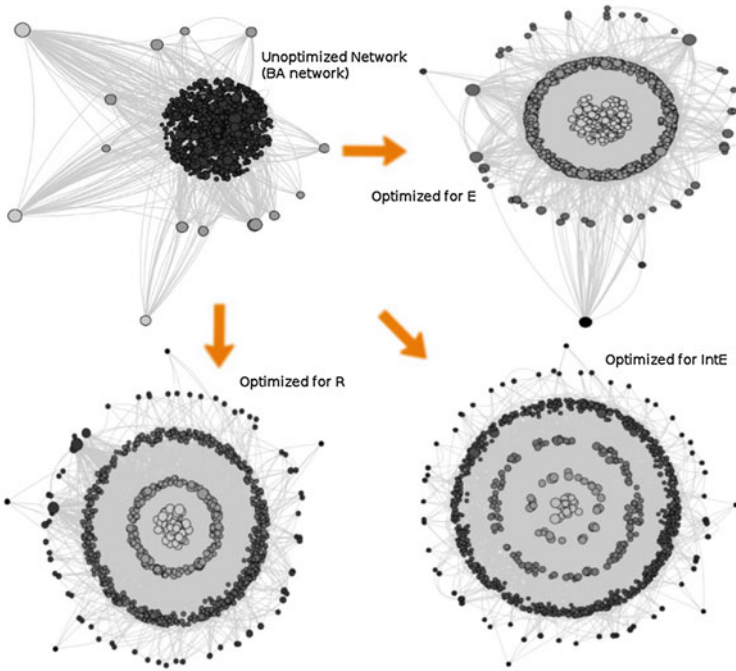 Unoptimized Network
(BA network)
Optimized for E
Optimized for R
Optimized for IntE